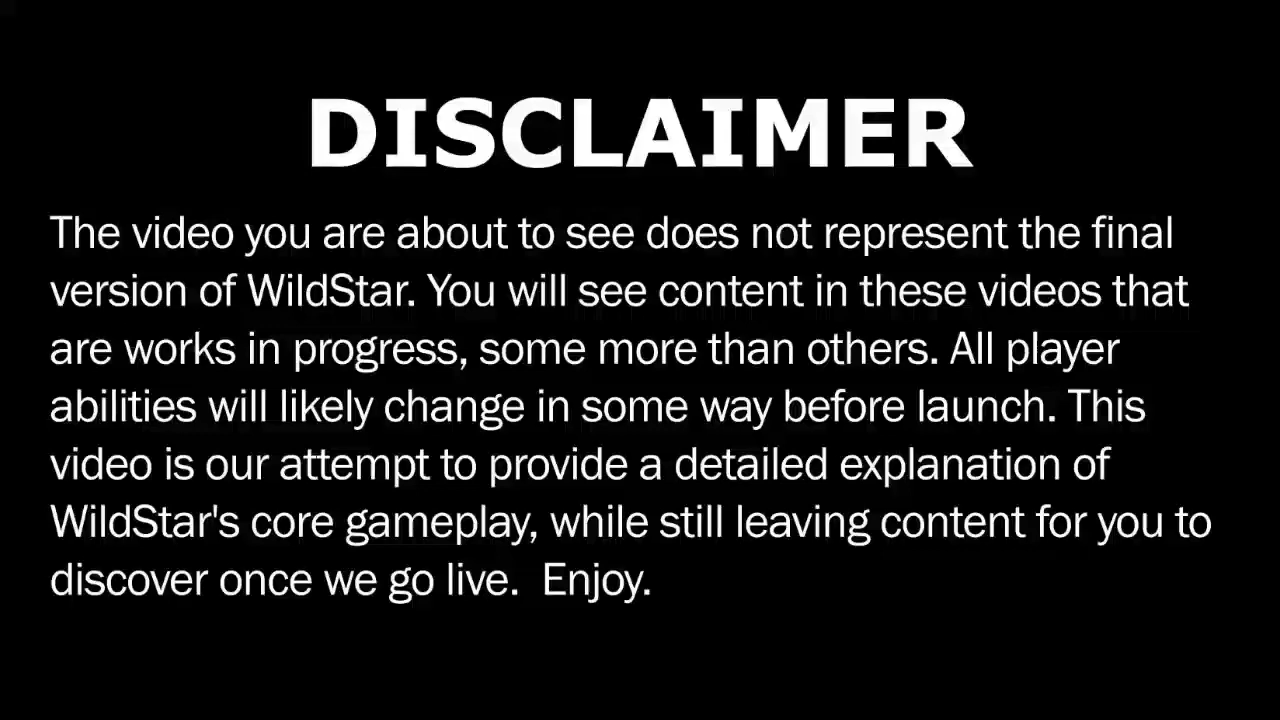 DISCLAIMER
The video you are about to see does not represent the final
version of WildStar. You will see content in these videos that
are works in progress, some more than others. All player
abilities will likely change in some way before launch. This
video is our attempt to provide a detailed explanation of
WildStar's core gameplay, while still leaving content for you to
discover once we go live.  Enjoy.